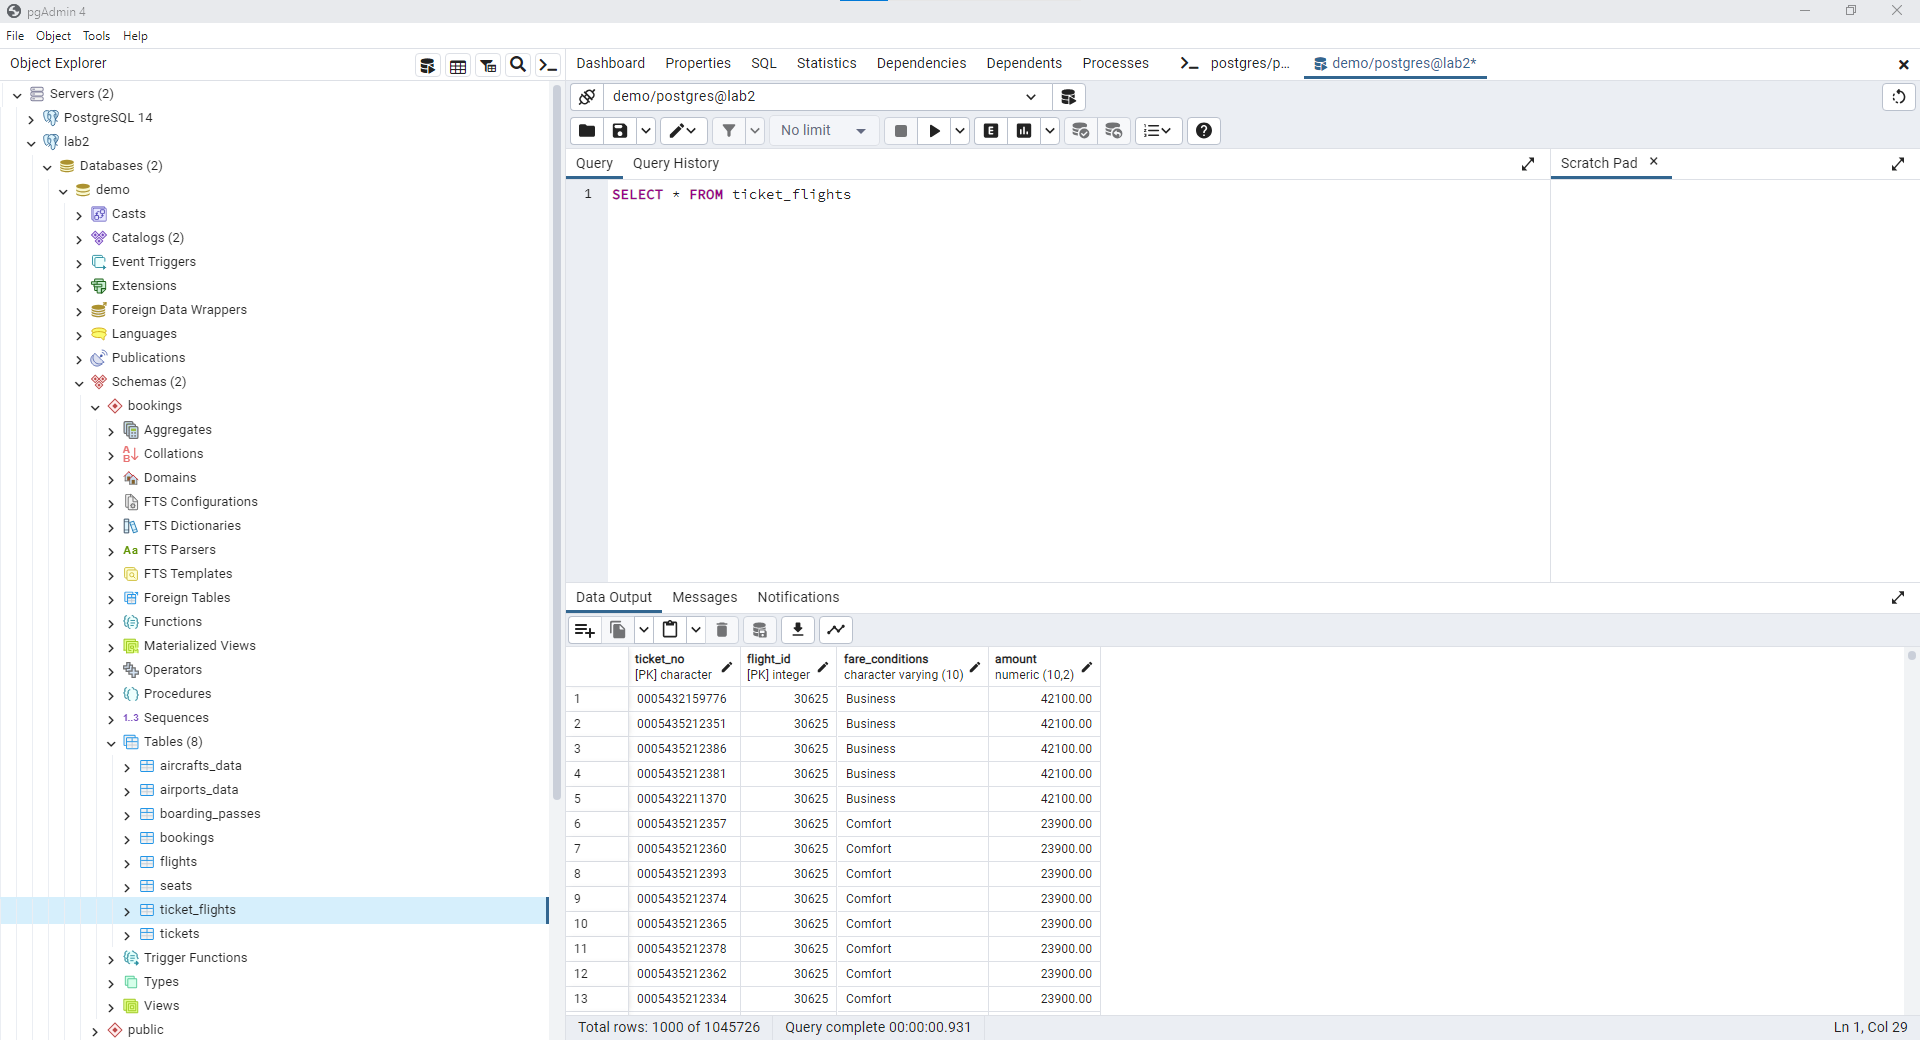 pgAdmin 4
File Object Tools Help
Object Explorer
Dashboard Properties SQL Statistics Dependencies Dependents Processes postgres/p... demo/postgres@lab2*
demo/postgres@lab2
No limit
Query Query History
Scratch Pad
1 SELECT * FROM ticket_flights
Servers (2)
PostgreSQL 14
lab2
Databases (2)
demo
Casts
Catalogs (2)
Event Triggers
Extensions
Foreign Data Wrappers
Languages
Publications
Schemas (2)
bookings
Aggregates
Collations
Domains
FTS Configurations
FTS Dictionaries
Aa FTS Parsers
FTS Templates
Foreign Tables
Functions
Materialized Views
Operators
Procedures
1..3 Sequences
Tables (8)
aircrafts_data
airports_data
boarding_passes
bookings
flights
seats
ticket_flights
tickets
Trigger Functions
Types
Views
public
Data Output Messages Notifications
ticket_no flight_id fare_conditions amount
[PK] character [PK] integer character varying (10) numeric (10,2)
1 0005432159776 30625 Business 42100.00
2 0005435212351 30625 Business 42100.00
3 0005435212386 30625 Business 42100.00
4 0005435212381 30625 Business 42100.00
5 0005432211370 30625 Business 42100.00
6 0005435212357 30625 Comfort 23900.00
7 0005435212360 30625 Comfort 23900.00
8 0005435212393 30625 Comfort 23900.00
9 0005435212374 30625 Comfort 23900.00
10 0005435212365 30625 Comfort 23900.00
11 0005435212378 30625 Comfort 23900.00
12 0005435212362 30625 Comfort 23900.00
13 0005435212334 30625 Comfort 23900.00
Total rows: 1000 of 1045726 Query complete 00:00:00.931 Ln 1, Col 29